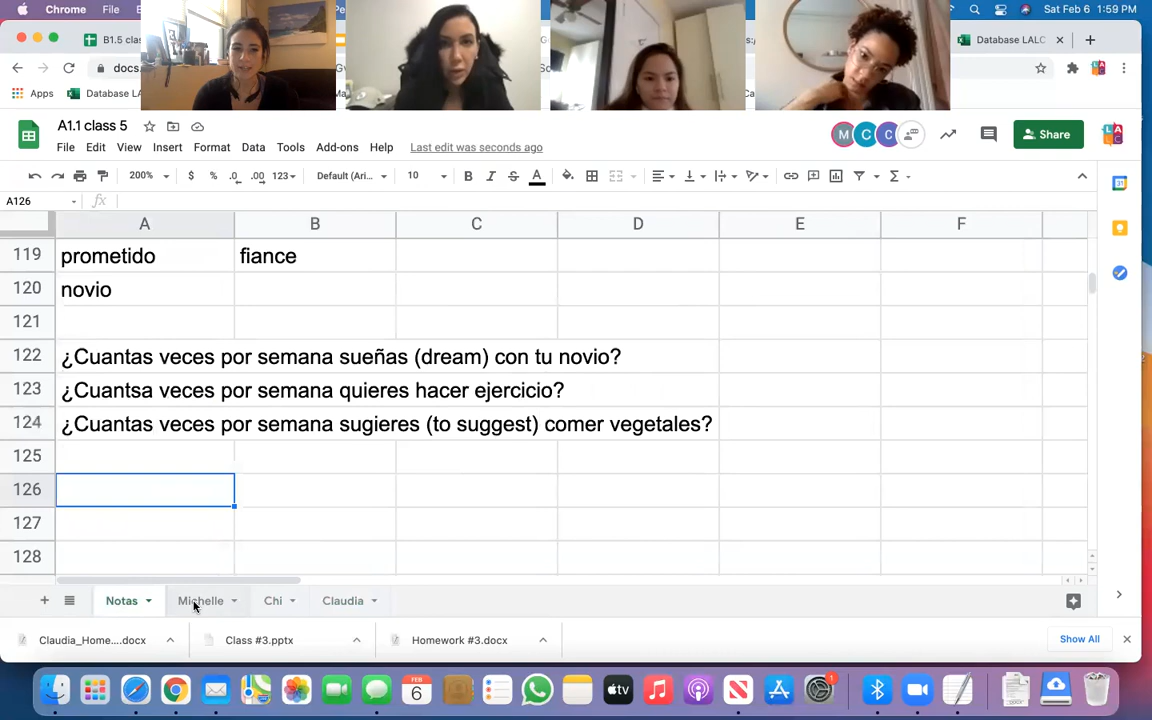 Chrome File Sat Feb 6 1:59 PM
B1.5 clas Database LALC
docs.
Apps Database LA
A1.1 class 5
M C C Share
File Edit View Insert Format Data Tools Add-ons Help Last edit was seconds ago
200% $ % .0 .00 123 Default (Ari... 10 B I S A
A126 fx
A B C D E F
119 prometido fiance
120 novio
121
122 ¿Cuantas veces por semana sueñas (dream) con tu novio?
123 ¿Cuantsa veces por semana quieres hacer ejercicio?
124 ¿Cuantas veces por semana sugieres (to suggest) comer vegetales?
125
126
127
128
+ Notas Michelle Chi Claudia
Claudia_Home....docx Class #3.pptx Homework #3.docx Show All
FEB 6 tv 1